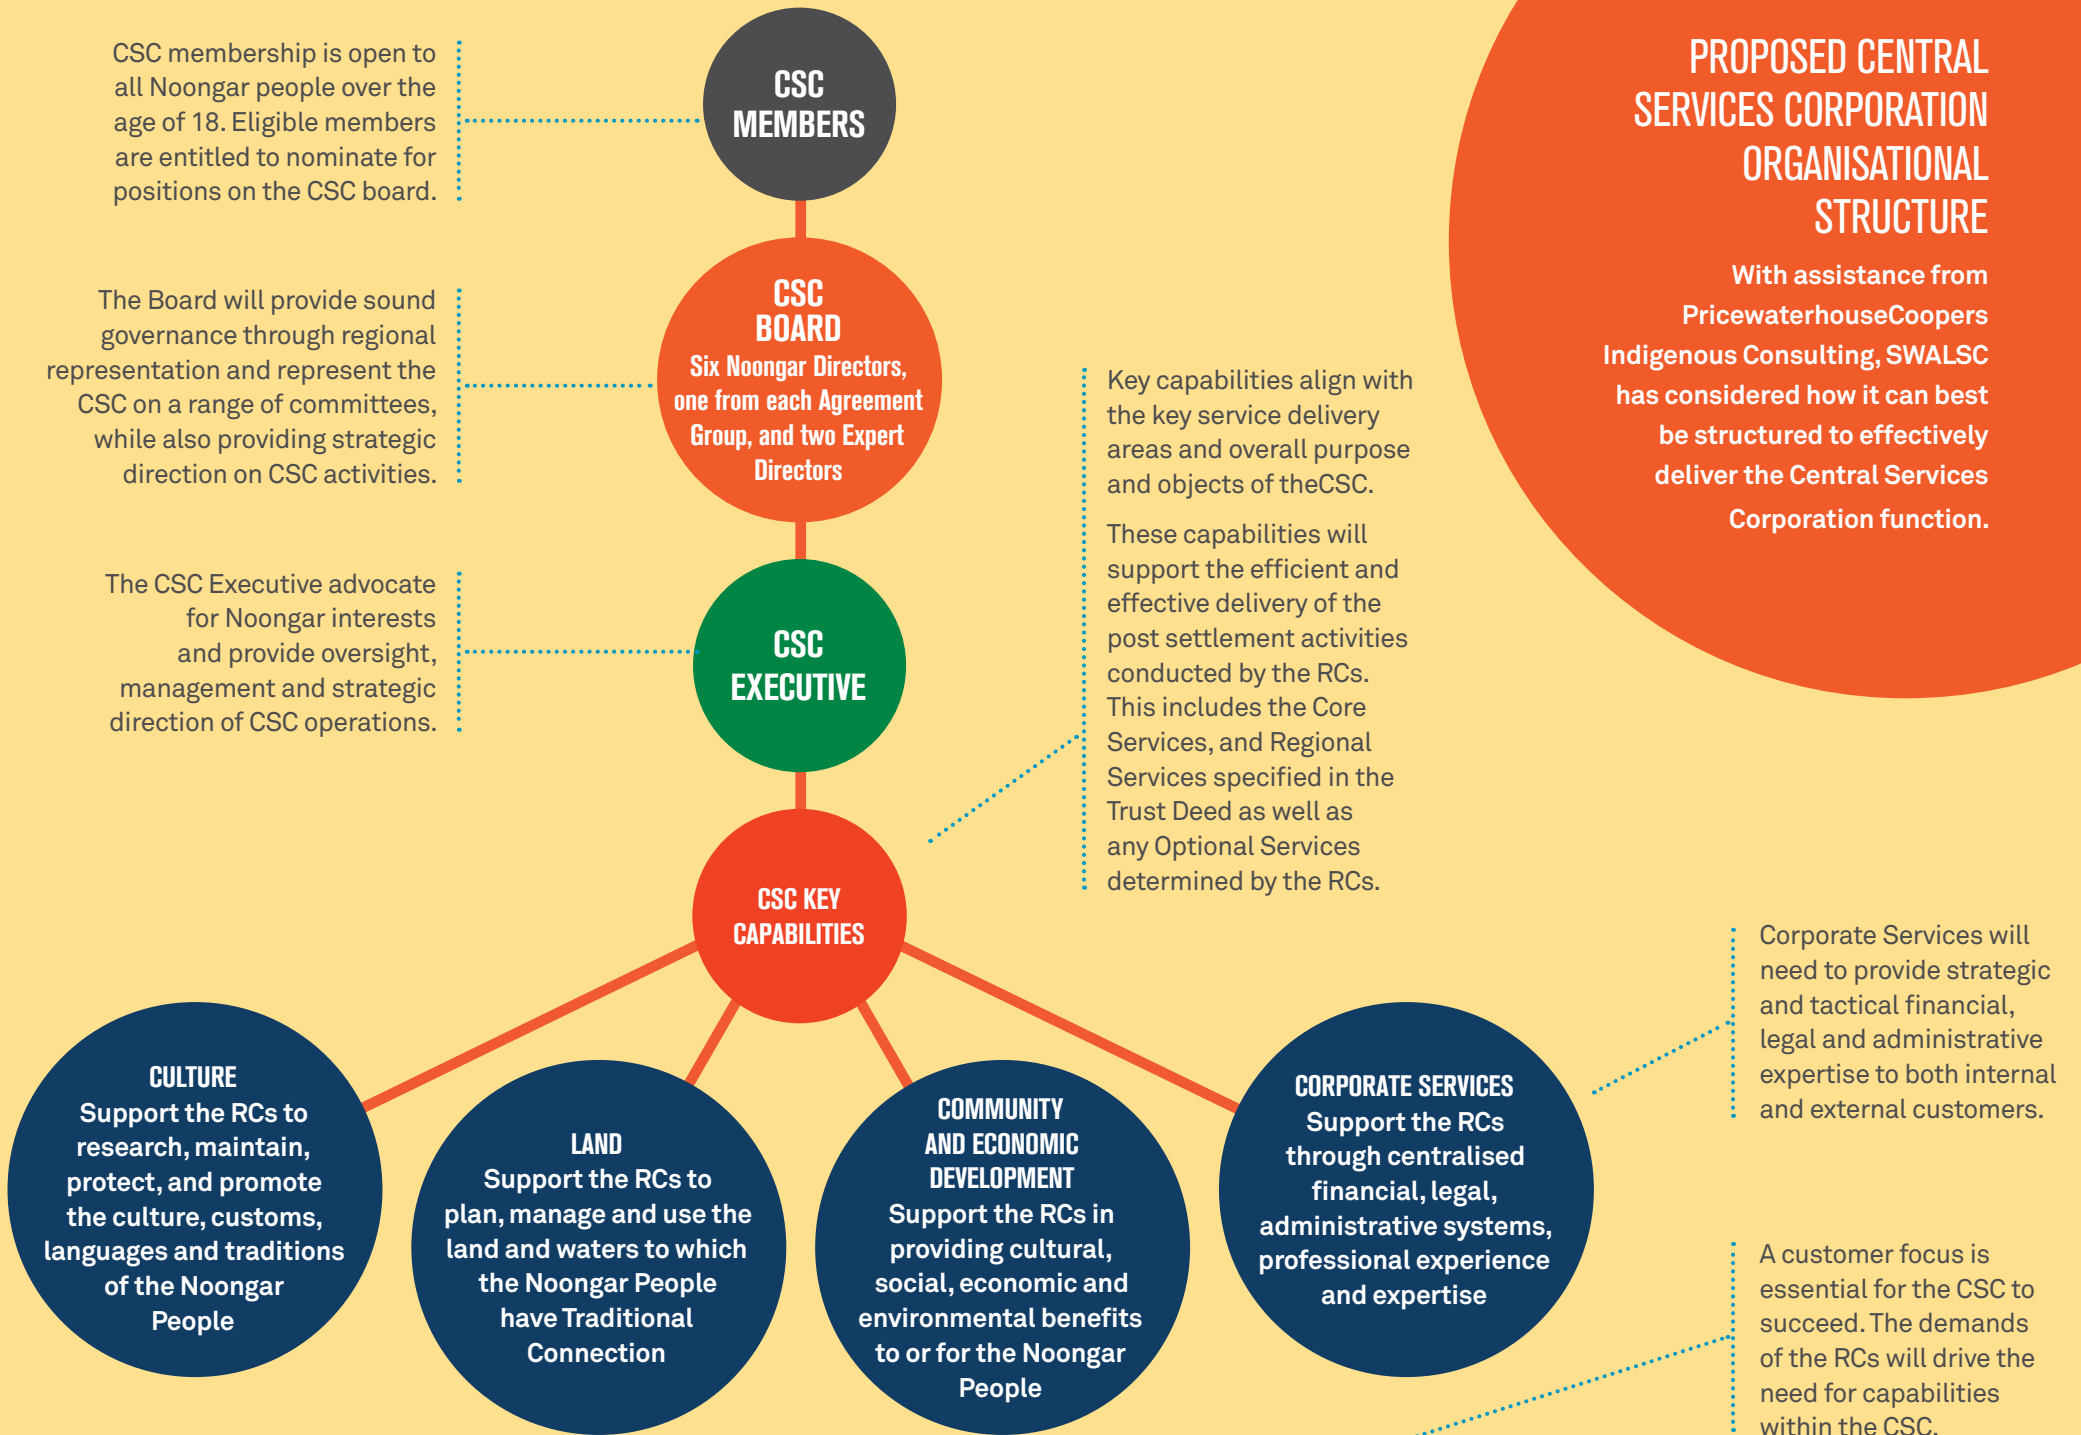 PROPOSED CENTRAL
SERVICES CORPORATION
ORGANISATIONAL
STRUCTURE
With assistance from
PricewaterhouseCoopers
Indigenous Consulting, SWALSC
has considered how it can best
be structured to effectively
deliver the Central Services
Corporation function.
CSC membership is open to
all Noongar people over the
age of 18. Eligible members
are entitled to nominate for
positions on the CSC board.
CSC
MEMBERS
The Board will provide sound
governance through regional
representation and represent the
CSC on a range of committees,
while also providing strategic
direction on CSC activities.
CSC
BOARD
Six Noongar Directors,
one from each Agreement
Group, and two Expert
Directors
The CSC Executive advocate
for Noongar interests
and provide oversight,
management and strategic
direction of CSC operations.
CSC
EXECUTIVE
Key capabilities align with
the key service delivery
areas and overall purpose
and objects of theCSC.
These capabilities will
support the efficient and
effective delivery of the
post settlement activities
conducted by the RCs.
This includes the Core
Services, and Regional
Services specified in the
Trust Deed as well as
any Optional Services
determined by the RCs.
CSC KEY
CAPABILITIES
CULTURE
Support the RCs to
research, maintain,
protect, and promote
the culture, customs,
languages and traditions
of the Noongar
People
LAND
Support the RCs to
plan, manage and use the
land and waters to which
the Noongar People
have Traditional
Connection
COMMUNITY
AND ECONOMIC
DEVELOPMENT
Support the RCs in
providing cultural,
social, economic and
environmental benefits
to or for the Noongar
People
CORPORATE SERVICES
Support the RCs
through centralised
financial, legal,
administrative systems,
professional experience
and expertise
Corporate Services will
need to provide strategic
and tactical financial,
legal and administrative
expertise to both internal
and external customers.
A customer focus is
essential for the CSC to
succeed. The demands
of the RCs will drive the
need for capabilities
within the CSC.